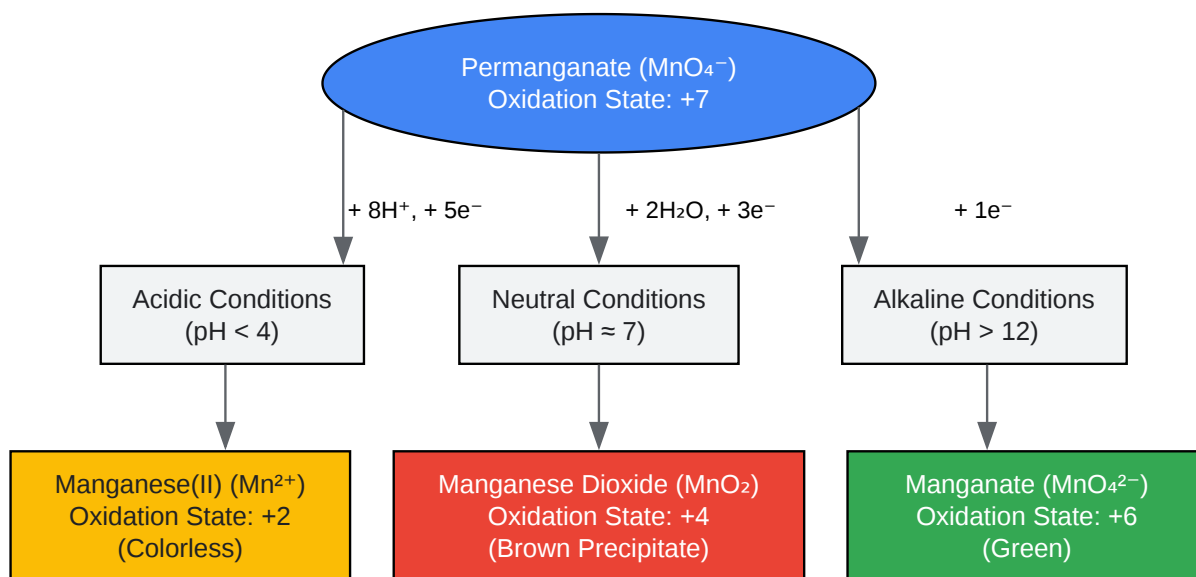 Permanganate (MnO₄⁻)
Oxidation State: +7
+ 8H⁺, + 5e⁻
+ 2H₂O, + 3e⁻
+ 1e⁻
Acidic Conditions
(pH < 4)
Neutral Conditions
(pH ≈ 7)
Alkaline Conditions
(pH > 12)
Manganese(II) (Mn²⁺)
Oxidation State: +2
(Colorless)
Manganese Dioxide (MnO₂)
Oxidation State: +4
(Brown Precipitate)
Manganate (MnO₄²⁻)
Oxidation State: +6
(Green)